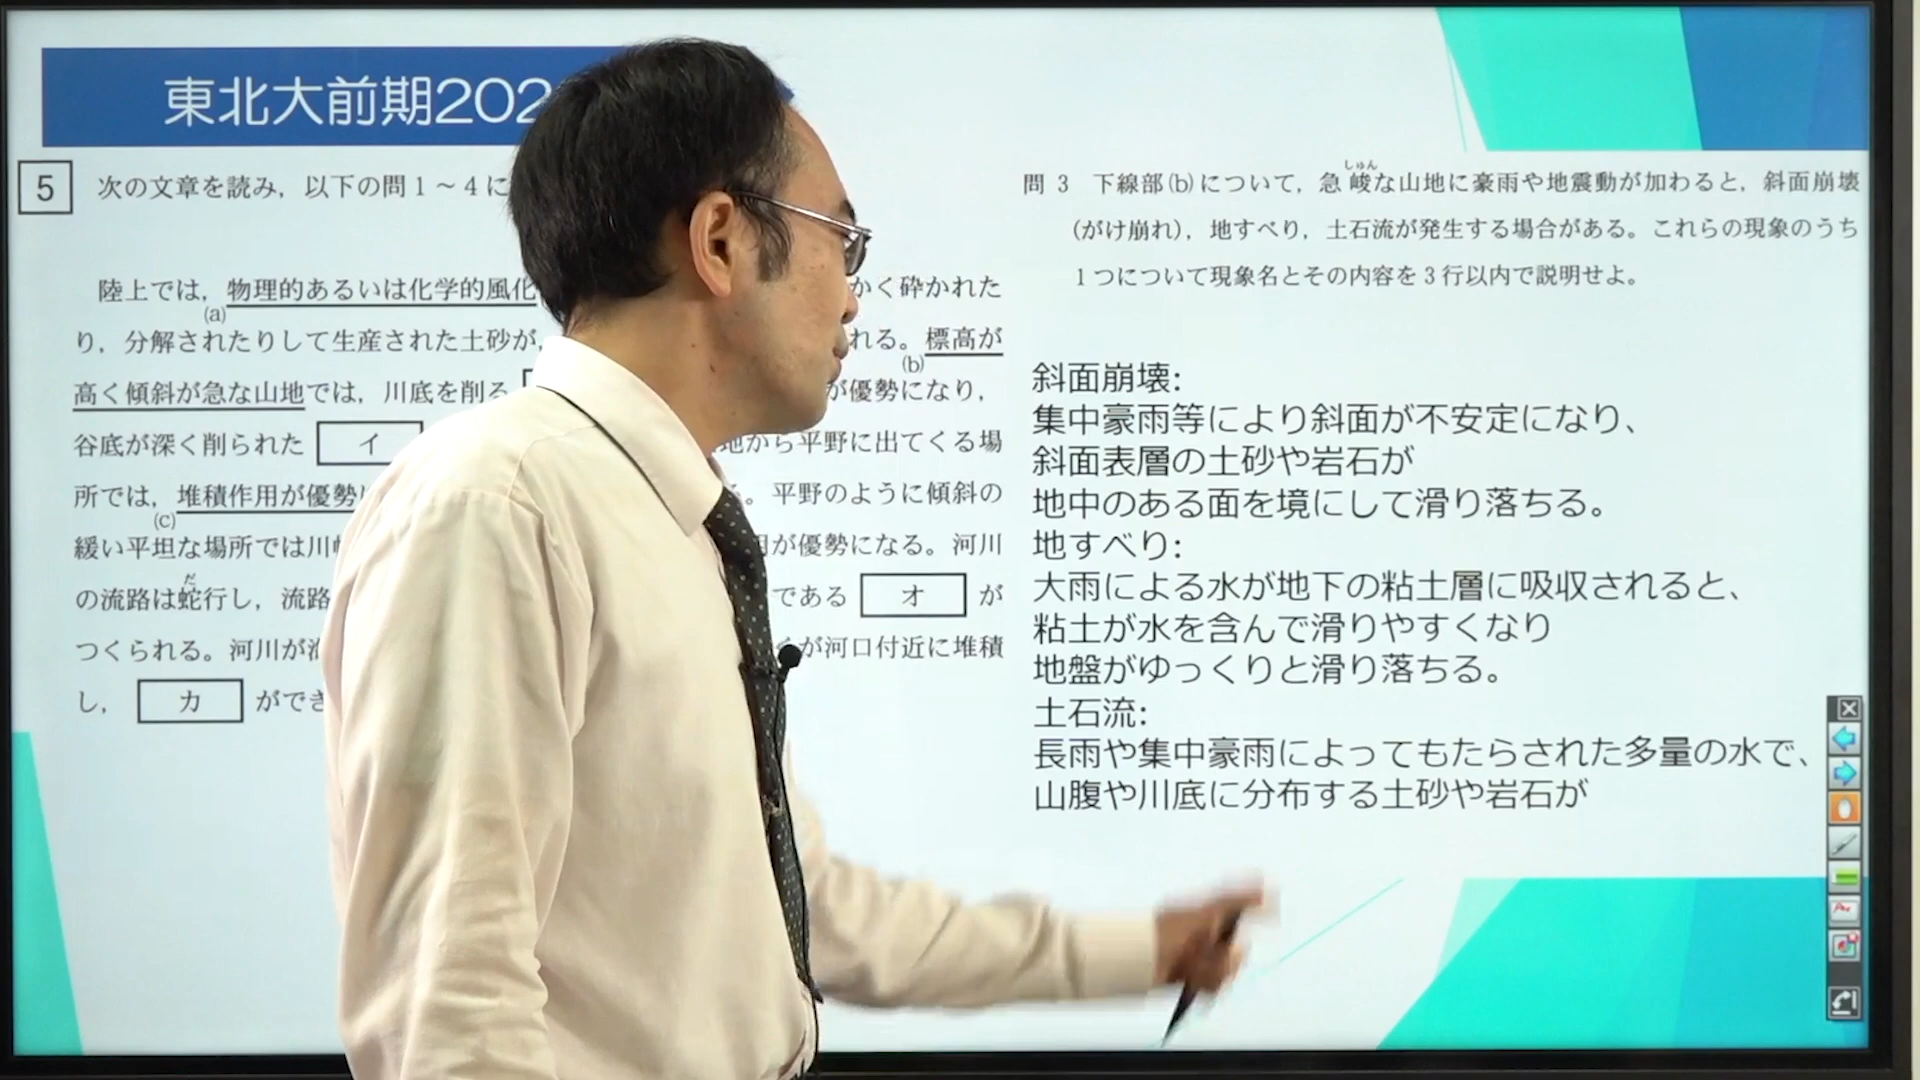 東北大前期202
5 次の文章を読み，以下の問1～4に
陸上では，物理的あるいは化学的風化
かく砕かれた
(a)
り，分解されたりして生産された土砂が，
れる。標高が
(b)
高く傾斜が急な山地では，川底を削る
が優勢になり，
谷底が深く削られた イ
地から平野に出てくる場
所では，堆積作用が優勢
。平野のように傾斜の
(c)
緩い平坦な場所では川
が優勢になる。河川
だ
の流路は蛇行し，流路
である オ が
つくられる。河川が
が河口付近に堆積
し， カ ができ
しゅん
問 3 下線部(b)について，急峻な山地に豪雨や地震動が加わると，斜面崩壊
(がけ崩れ)，地すべり，土石流が発生する場合がある。これらの現象のうち
1つについて現象名とその内容を3行以内で説明せよ。
斜面崩壊:
集中豪雨等により斜面が不安定になり、
斜面表層の土砂や岩石が
地中のある面を境にして滑り落ちる。
地すべり:
大雨による水が地下の粘土層に吸収されると、
粘土が水を含んで滑りやすくなり
地盤がゆっくりと滑り落ちる。
土石流:
長雨や集中豪雨によってもたらされた多量の水で、
山腹や川底に分布する土砂や岩石が